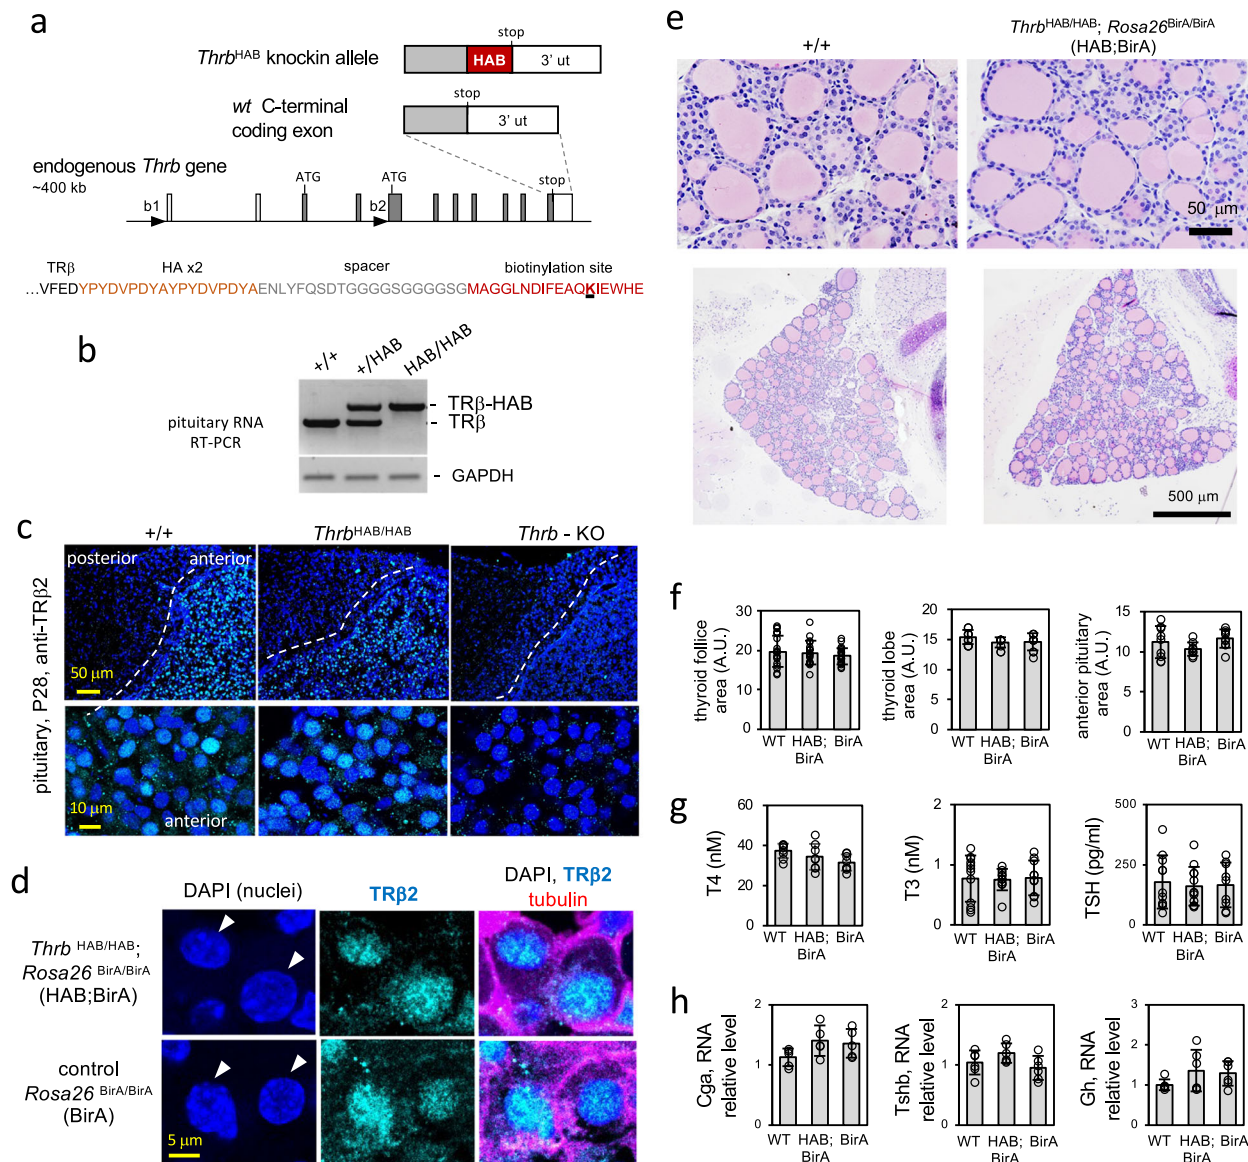 a
stop
Thrb^HAB knockin allele
HAB
3' ut
stop
wt C-terminal
coding exon
3' ut
endogenous Thrb gene
~400 kb
ATG
ATG
stop
b1
b2
TRβ
HA x2
spacer
biotinylation site
...VFEDYPYDVPDYAYPYDVPDYAENLYFQSDTGGGGSGGGGSGMAGGLNDIFEAQKIEWHE
b
+/+
+/HAB
HAB/HAB
pituitary RNA
RT-PCR
- TRβ-HAB
- TRβ
- GAPDH
c
+/+
Thrb^HAB/HAB
Thrb - KO
pituitary, P28, anti-TRβ2
posterior
anterior
50 μm
10 μm
anterior
d
DAPI (nuclei)
TRβ2
DAPI, TRβ2
tubulin
Thrb ^HAB/HAB;
Rosa26 ^BirA/BirA
(HAB;BirA)
control
Rosa26 ^BirA/BirA
(BirA)
5 μm
e
+/+
Thrb^HAB/HAB; Rosa26^BirA/BirA
(HAB;BirA)
50 μm
500 μm
f
thyroid follice
area (A.U.)
30
20
10
0
WT
HAB;
BirA
BirA
thyroid lobe
area (A.U.)
20
15
10
5
0
WT
HAB;
BirA
BirA
anterior pituitary
area (A.U.)
15
10
5
0
WT
HAB;
BirA
BirA
g
T4 (nM)
60
40
20
0
WT
HAB;
BirA
BirA
T3 (nM)
2
1
0
WT
HAB;
BirA
BirA
TSH (pg/ml)
500
250
0
WT
HAB;
BirA
BirA
h
Cga, RNA
relative level
2
1
0
WT
HAB;
BirA
BirA
Tshb, RNA
relative level
2
1
0
WT
HAB;
BirA
BirA
Gh, RNA
relative level
3
2
1
0
WT
HAB;
BirA
BirA